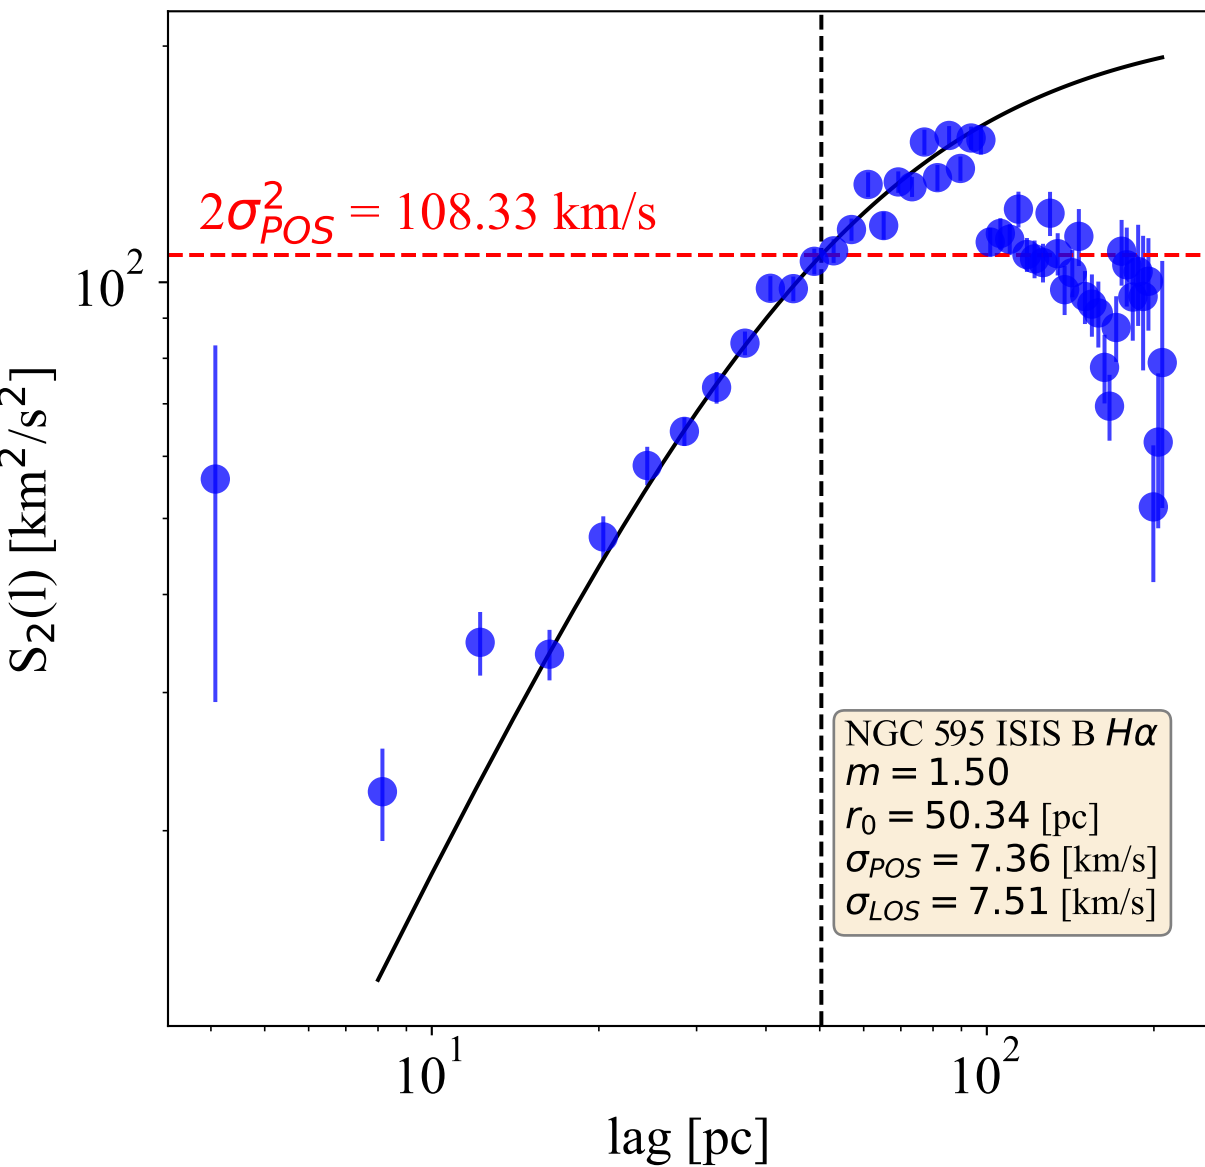 2σ²_POS = 108.33 km/s
10²
S₂(l) [km²/s²]
NGC 595 ISIS B Hα
m = 1.50
r₀ = 50.34 [pc]
σ_POS = 7.36 [km/s]
σ_LOS = 7.51 [km/s]
10¹ 10²
lag [pc]